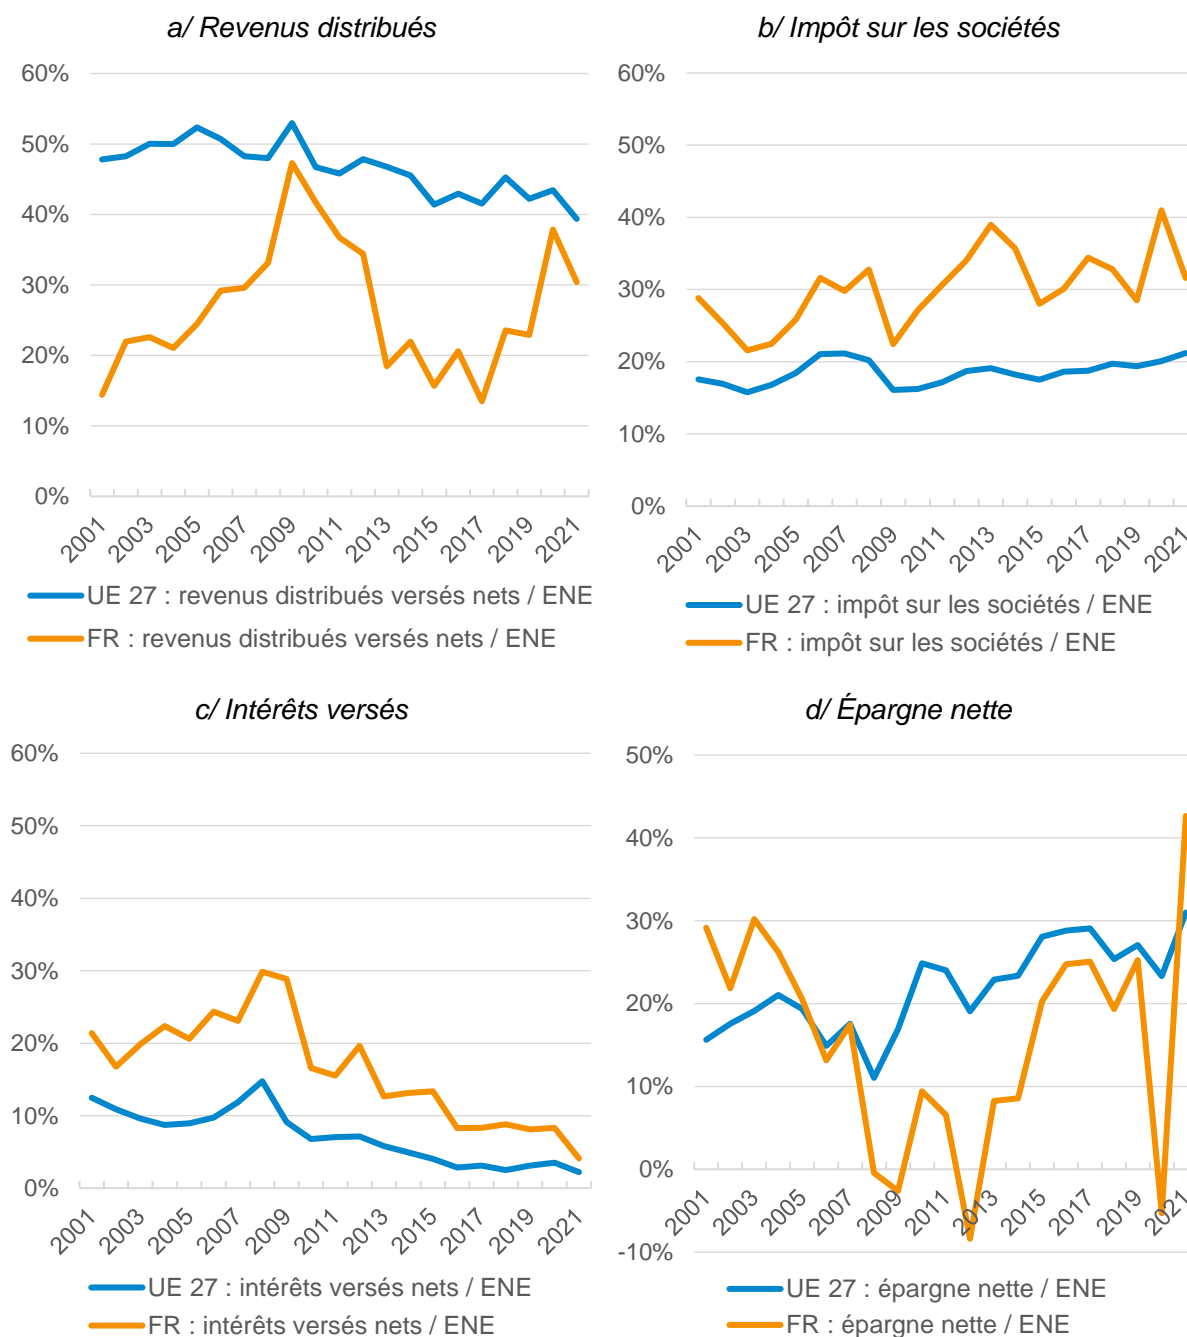 a/ Revenus distribués
60%
50%
40%
30%
20%
10%
0%
2001 2003 2005 2007 2009 2011 2013 2015 2017 2019 2021
UE 27 : revenus distribués versés nets / ENE
FR : revenus distribués versés nets / ENE
b/ Impôt sur les sociétés
60%
50%
40%
30%
20%
10%
0%
2001 2003 2005 2007 2009 2011 2013 2015 2017 2019 2021
UE 27 : impôt sur les sociétés / ENE
FR : impôt sur les sociétés / ENE
c/ Intérêts versés
60%
50%
40%
30%
20%
10%
0%
2001 2003 2005 2007 2009 2011 2013 2015 2017 2019 2021
UE 27 : intérêts versés nets / ENE
FR : intérêts versés nets / ENE
d/ Épargne nette
50%
40%
30%
20%
10%
0%
-10%
2001 2003 2005 2007 2009 2011 2013 2015 2017 2019 2021
UE 27 : épargne nette / ENE
FR : épargne nette / ENE